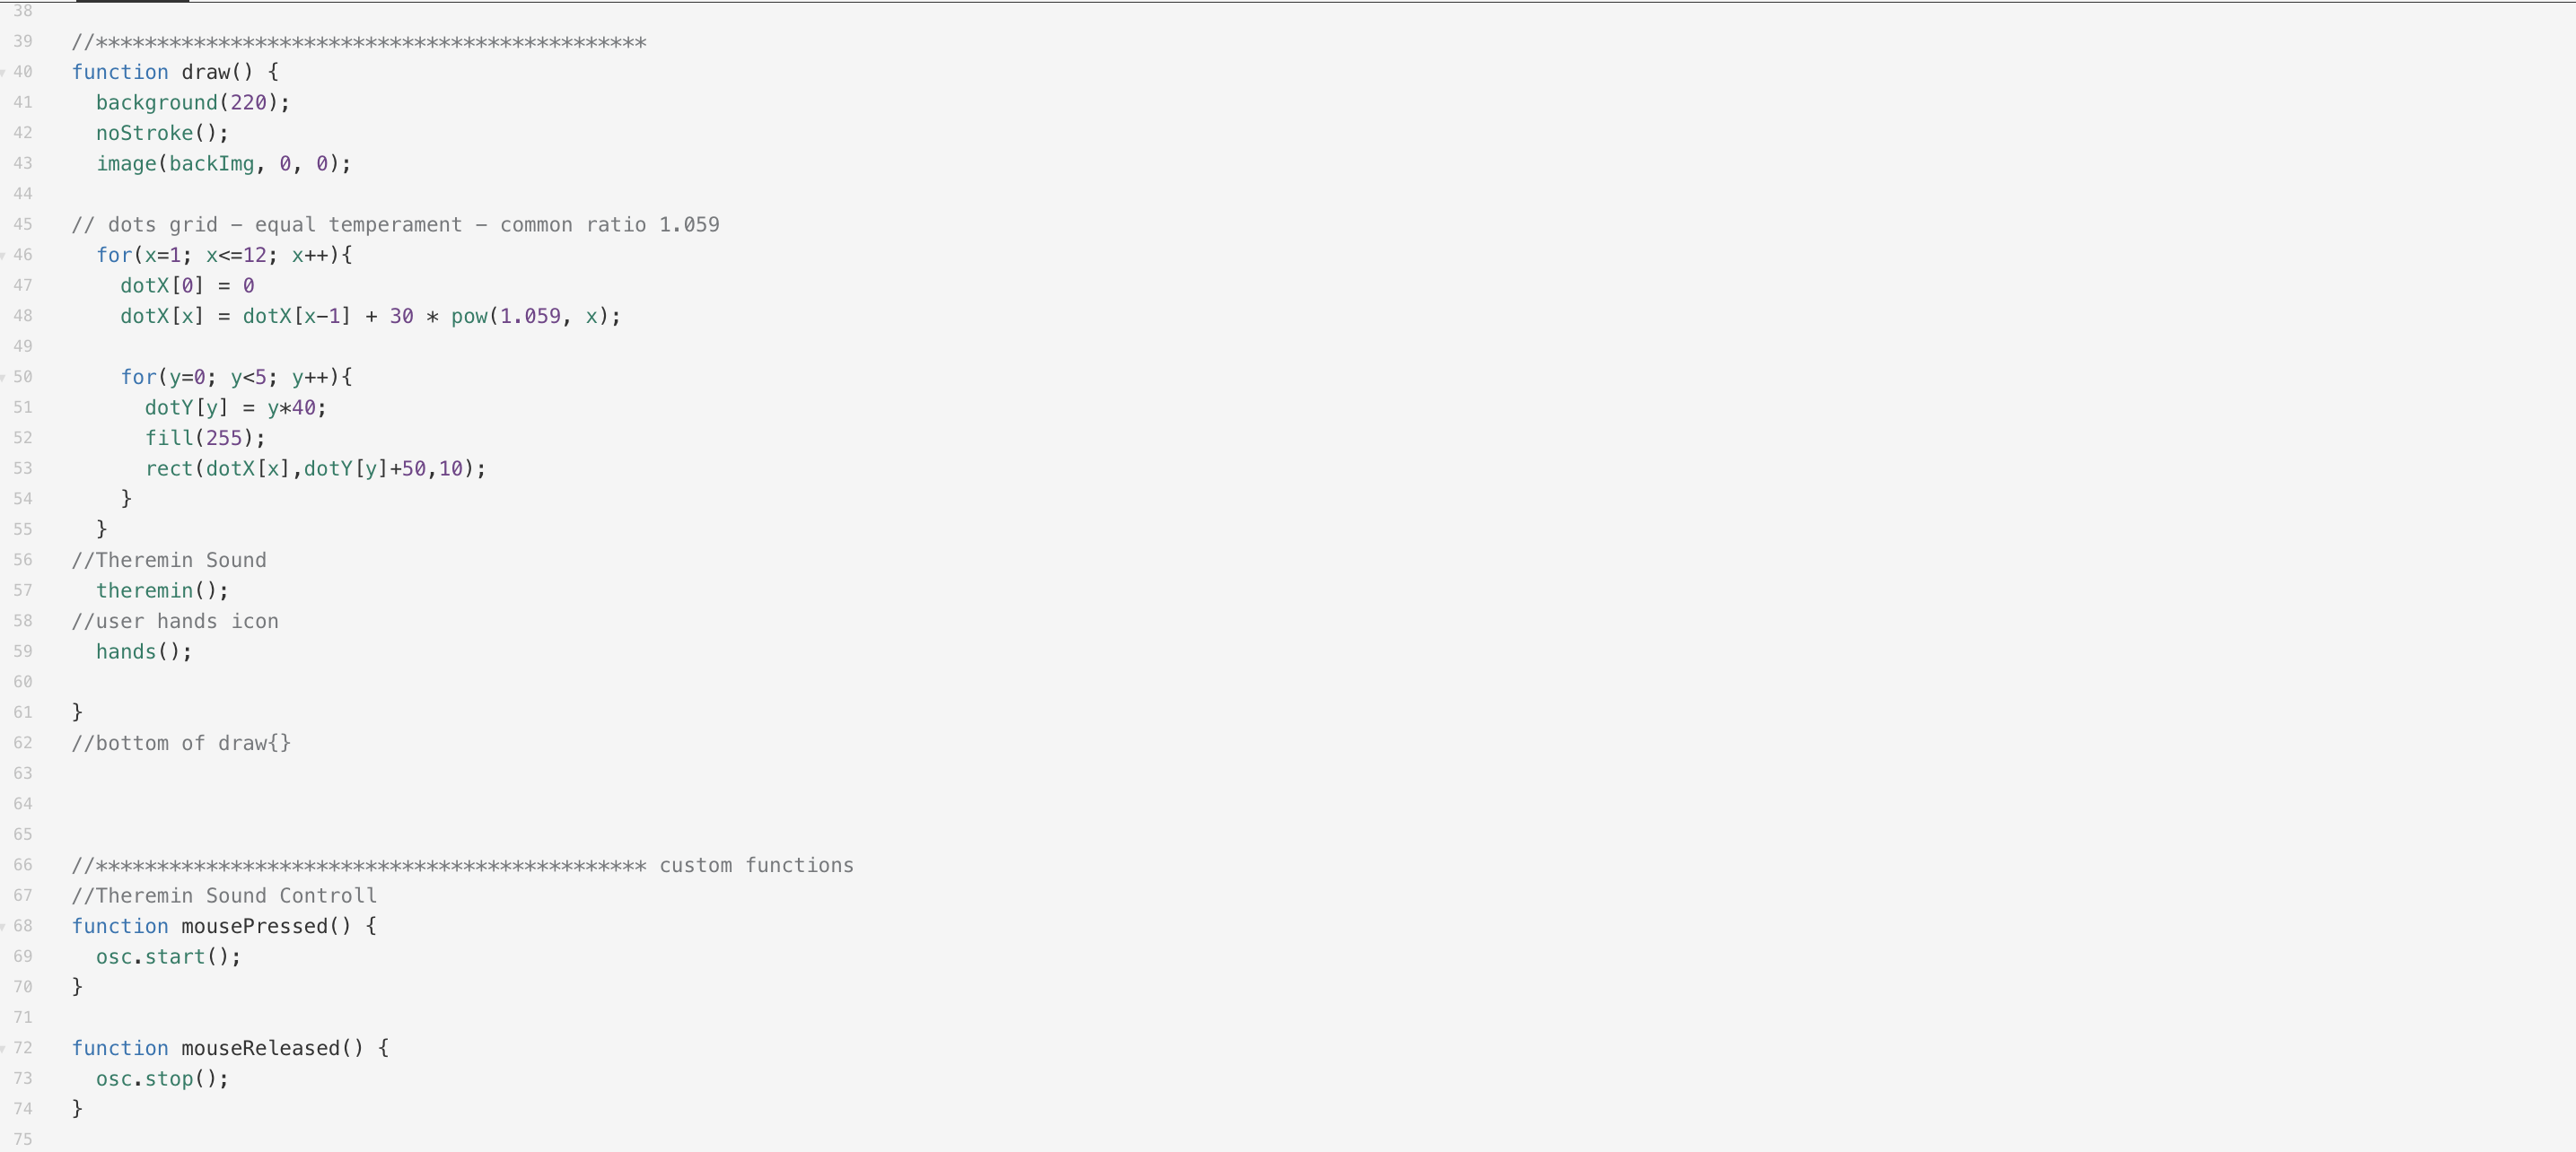 38
39 //*********************************************
40 function draw() {
41   background(220);
42   noStroke();
43   image(backImg, 0, 0);
44
45 // dots grid – equal temperament – common ratio 1.059
46   for(x=1; x<=12; x++){
47     dotX[0] = 0
48     dotX[x] = dotX[x−1] + 30 * pow(1.059, x);
49
50     for(y=0; y<5; y++){
51       dotY[y] = y*40;
52       fill(255);
53       rect(dotX[x],dotY[y]+50,10);
54     }
55   }
56 //Theremin Sound
57   theremin();
58 //user hands icon
59   hands();
60
61 }
62 //bottom of draw{}
63
64
65
66 //********************************************* custom functions
67 //Theremin Sound Controll
68 function mousePressed() {
69   osc.start();
70 }
71
72 function mouseReleased() {
73   osc.stop();
74 }
75